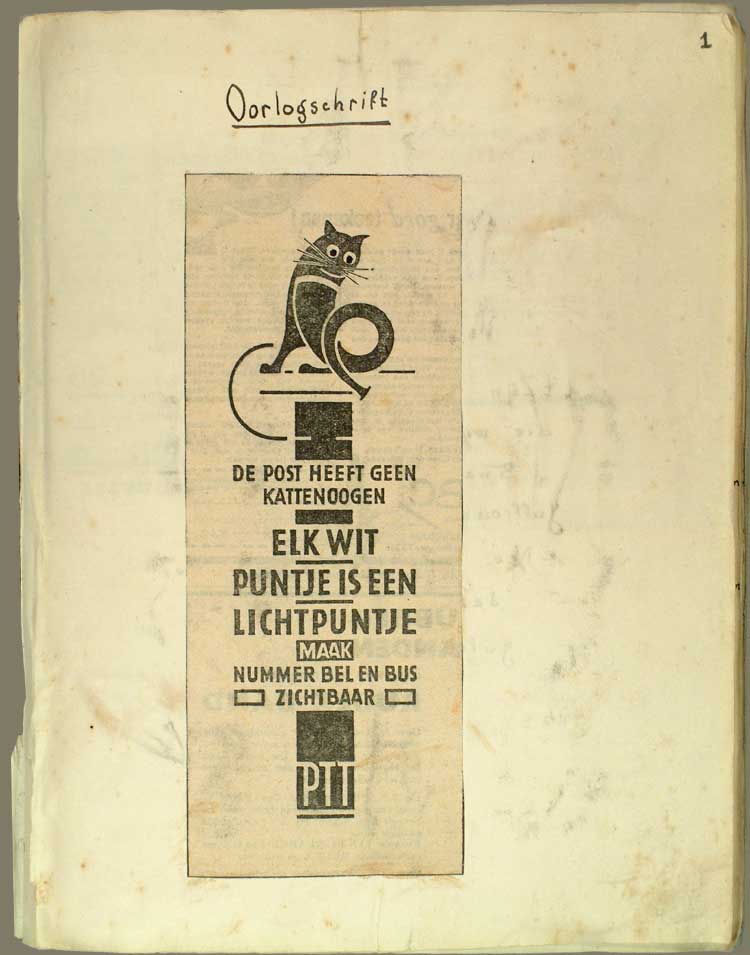 1
Oorlogschrift
DE POST HEEFT GEEN
KATTENOOGEN
ELK WIT
PUNTJE IS EEN
LICHTPUNTJE
MAAK
NUMMER BEL EN BUS
ZICHTBAAR
PTT